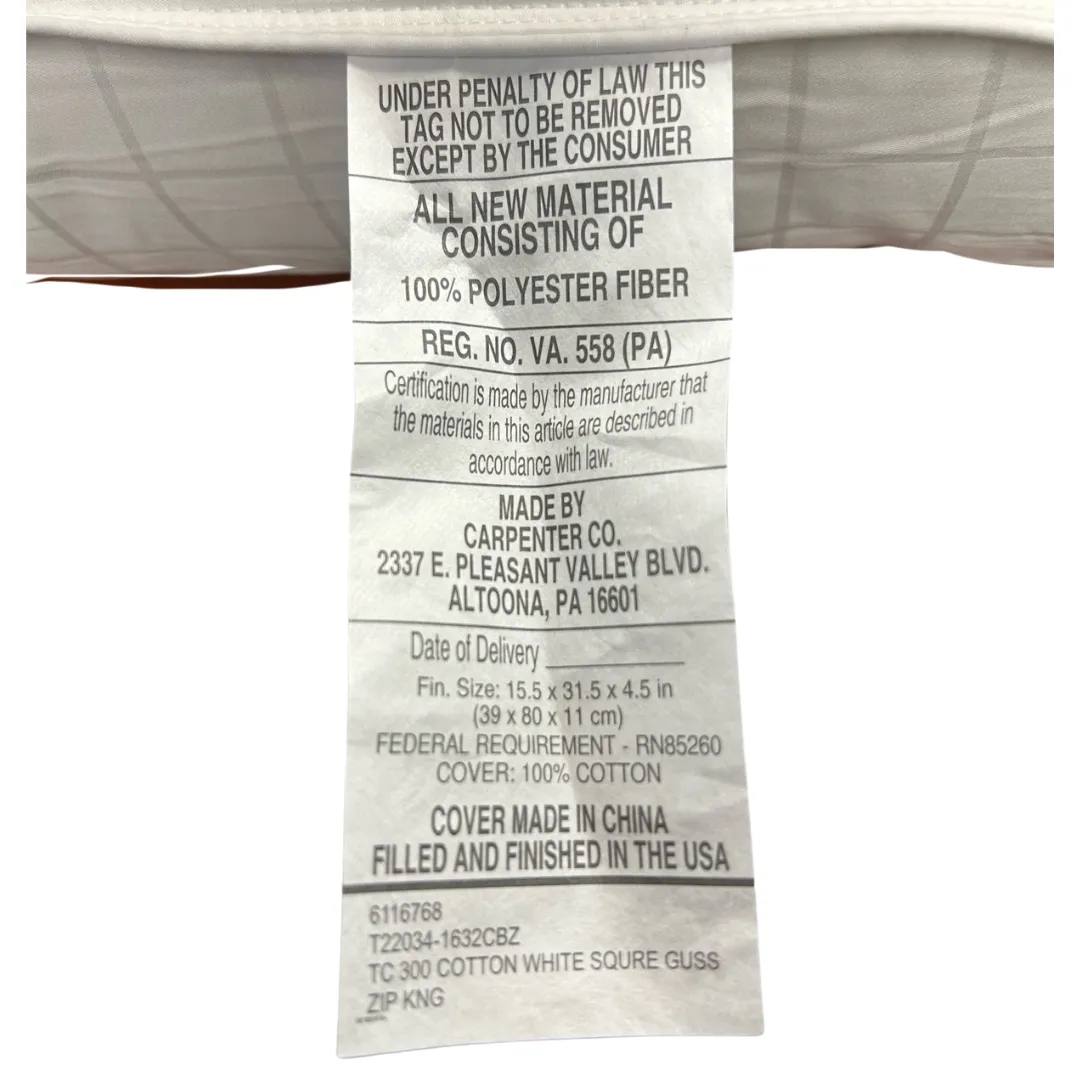 UNDER PENALTY OF LAW THIS
TAG NOT TO BE REMOVED
EXCEPT BY THE CONSUMER
ALL NEW MATERIAL
CONSISTING OF
100% POLYESTER FIBER
REG. NO. VA. 558 (PA)
Certification is made by the manufacturer that
the materials in this article are described in
accordance with law.
MADE BY
CARPENTER CO.
2337 E. PLEASANT VALLEY BLVD.
ALTOONA, PA 16601
Date of Delivery
Fin. Size: 15.5 x 31.5 x 4.5 in
(39 x 80 x 11 cm)
FEDERAL REQUIREMENT - RN85260
COVER: 100% COTTON
COVER MADE IN CHINA
FILLED AND FINISHED IN THE USA
6116768
T22034-1632CBZ
TC 300 COTTON WHITE SQURE GUSS
ZIP KNG